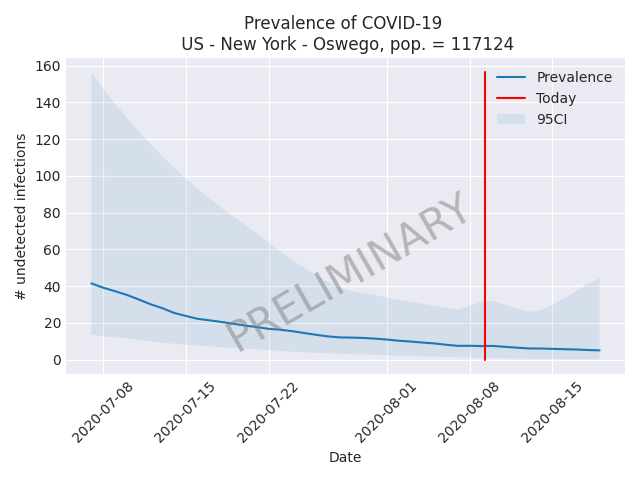 Prevalence of COVID-19
US - New York - Oswego, pop. = 117124
# undetected infections
160
140
120
100
80
60
40
20
0
Prevalence
Today
95CI
PRELIMINARY
2020-07-08
2020-07-15
2020-07-22
2020-08-01
2020-08-08
2020-08-15
Date